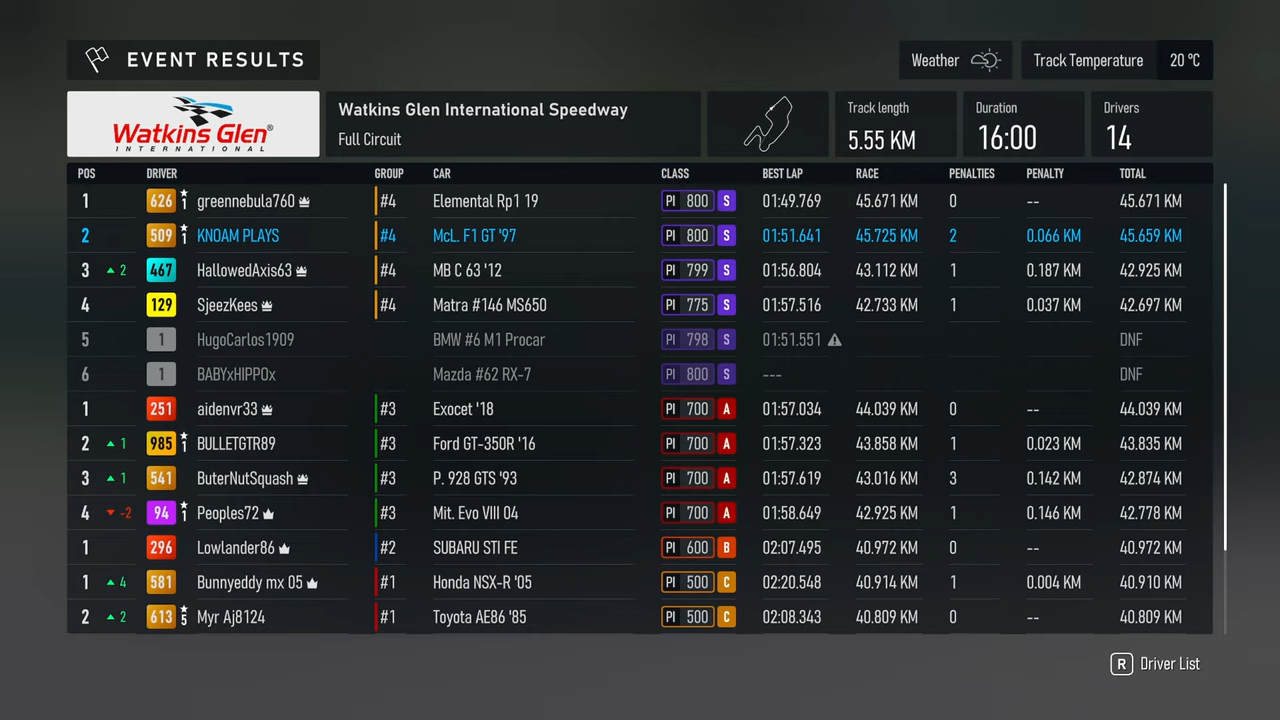 EVENT RESULTS
Weather
Track Temperature 20 °C
Watkins Glen®
INTERNATIONAL
Watkins Glen International Speedway
Full Circuit
Track length
5.55 KM
Duration
16:00
Drivers
14
POS DRIVER GROUP CAR CLASS BEST LAP RACE PENALTIES PENALTY TOTAL
1 626 1 greennebula760 #4 Elemental Rp1 19 PI 800 S 01:49.769 45.671 KM 0 -- 45.671 KM
2 509 1 KNOAM PLAYS #4 McL. F1 GT '97 PI 800 S 01:51.641 45.725 KM 2 0.066 KM 45.659 KM
3 2 467 HallowedAxis63 #4 MB C 63 '12 PI 799 S 01:56.804 43.112 KM 1 0.187 KM 42.925 KM
4 129 SjeezKees #4 Matra #146 MS650 PI 775 S 01:57.516 42.733 KM 1 0.037 KM 42.697 KM
5 1 HugoCarlos1909 BMW #6 M1 Procar PI 798 S 01:51.551 DNF
6 1 BABYxHIPPOx Mazda #62 RX-7 PI 800 S --- DNF
1 251 aidenvr33 #3 Exocet '18 PI 700 A 01:57.034 44.039 KM 0 -- 44.039 KM
2 1 985 1 BULLETGTR89 #3 Ford GT-350R '16 PI 700 A 01:57.323 43.858 KM 1 0.023 KM 43.835 KM
3 1 541 ButerNutSquash #3 P. 928 GTS '93 PI 700 A 01:57.619 43.016 KM 3 0.142 KM 42.874 KM
4 -2 94 1 Peoples72 #3 Mit. Evo VIII 04 PI 700 A 01:58.649 42.925 KM 1 0.146 KM 42.778 KM
1 296 Lowlander86 #2 SUBARU STI FE PI 600 B 02:07.495 40.972 KM 0 -- 40.972 KM
1 4 581 Bunnyeddy mx 05 #1 Honda NSX-R '05 PI 500 C 02:20.548 40.914 KM 1 0.004 KM 40.910 KM
2 2 613 5 Myr Aj8124 #1 Toyota AE86 '85 PI 500 C 02:08.343 40.809 KM 0 -- 40.809 KM
R Driver List